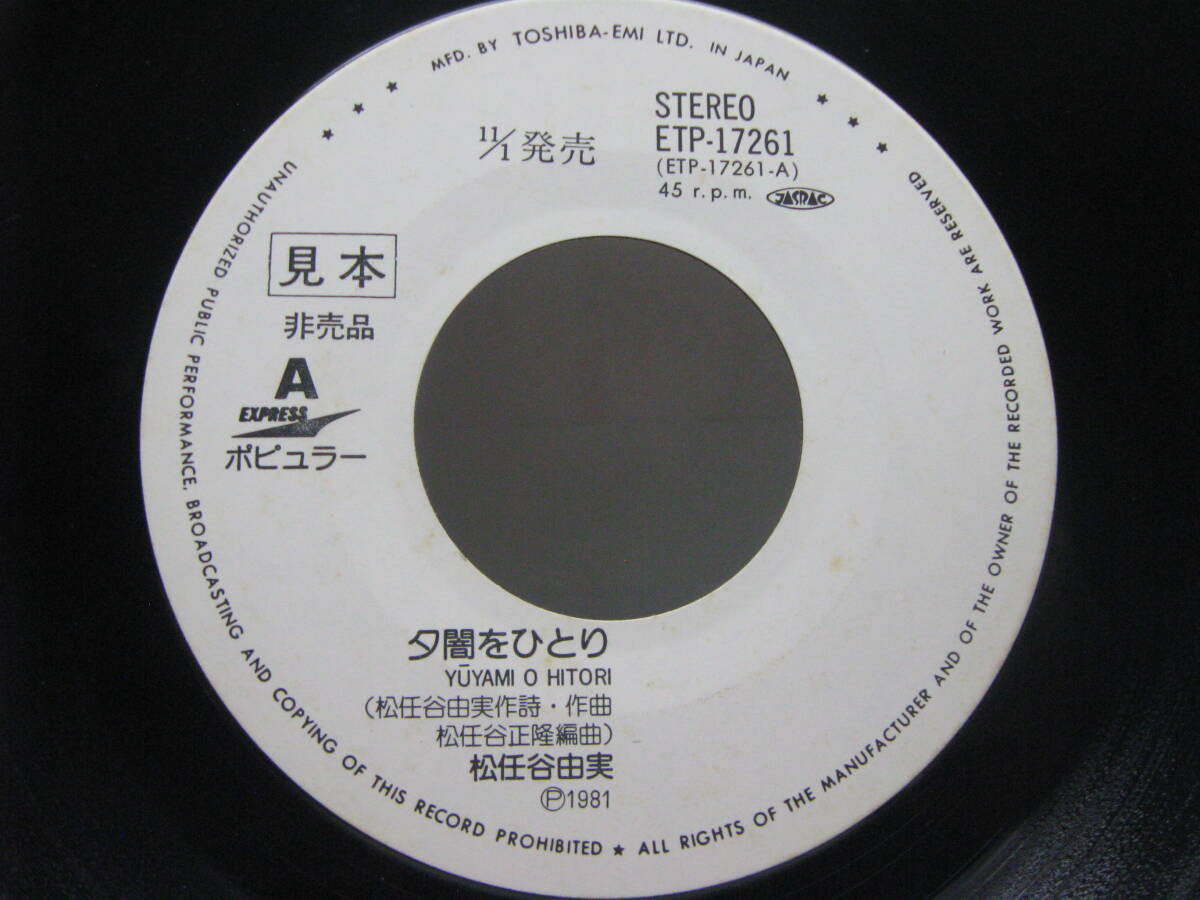 MFD. BY TOSHIBA-EMI LTD. IN JAPAN
STEREO
ETP-17261
(ETP-17261-A)
45 r.p.m. JASRAC
11/1 発売
見本
非売品
A
EXPRESS
ポピュラー
夕闇をひとり
YŪYAMI O HITORI
(松任谷由実作詩・作曲
松任谷正隆編曲)
松任谷由実
Ⓟ1981
UNAUTHORIZED PUBLIC PERFORMANCE, BROADCASTING AND COPYING OF THIS RECORD PROHIBITED ★ ALL RIGHTS OF THE MANUFACTURER AND OF THE OWNER OF THE RECORDED WORK ARE RESERVED